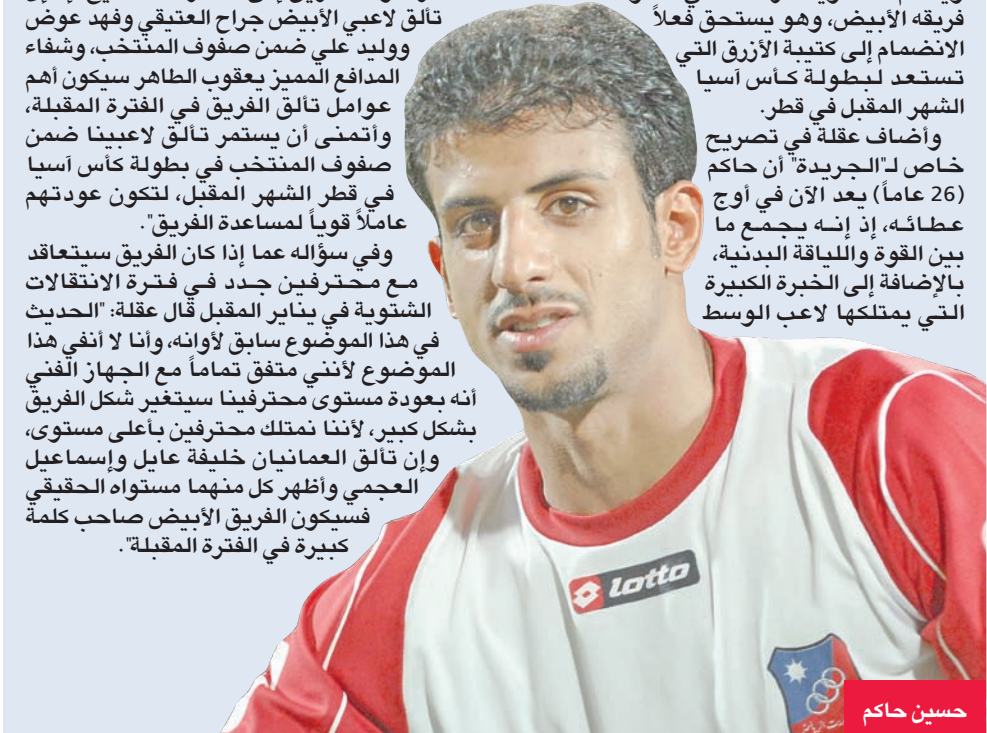 فريقه الأبيض، وهو يستحق فعلاً
الانضمام إلى كتيبة الأزرق التي
تستعد لبطولة كأس آسيا
الشهر المقبل في قطر.
وأضاف عقلة في تصريح
خاص لـ"الجريدة" أن حاكم
(26 عاماً) يعد الآن في أوج
عطائه، إذ إنه يجمع ما
بين القوة واللياقة البدنية،
بالإضافة إلى الخبرة الكبيرة
التي يمتلكها لاعب الوسط
تألق لاعبي الأبيض جراح العتيقي وفهد عوض
ووليد علي ضمن صفوف المنتخب، وشفاء
المدافع المميز يعقوب الطاهر سيكون أهم
عوامل تألق الفريق في الفترة المقبلة،
وأتمنى أن يستمر تألق لاعبينا ضمن
صفوف المنتخب في بطولة كأس آسيا
في قطر الشهر المقبل، لتكون عودتهم
عاملاً قوياً لمساعدة الفريق".
وفي سؤاله عما إذا كان الفريق سيتعاقد
مع محترفين جدد في فترة الانتقالات
الشتوية في يناير المقبل قال عقلة: "الحديث
في هذا الموضوع سابق لأوانه، وأنا لا أنفي هذا
الموضوع لأنني متفق تماماً مع الجهاز الفني
أنه بعودة مستوى محترفينا سيتغير شكل الفريق
بشكل كبير، لأننا نمتلك محترفين بأعلى مستوى،
وإن تألق العمانيان خليفة عايل وإسماعيل
العجمي وأظهر كل منهما مستواه الحقيقي
فسيكون الفريق الأبيض صاحب كلمة
كبيرة في الفترة المقبلة".
lotto
حسين حاكم